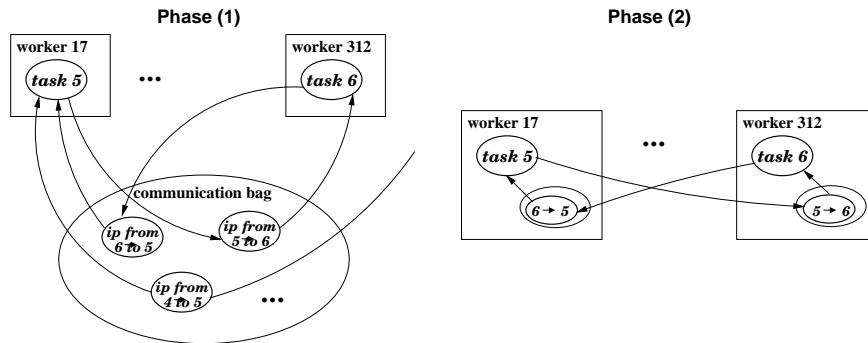 Phase (1)
worker 17
task 5
•••
worker 312
task 6
communication bag
ip from
6 to 5
ip from
5 to 6
ip from
4 to 5
•••
Phase (2)
worker 17
task 5
6 → 5
•••
worker 312
task 6
5 → 6